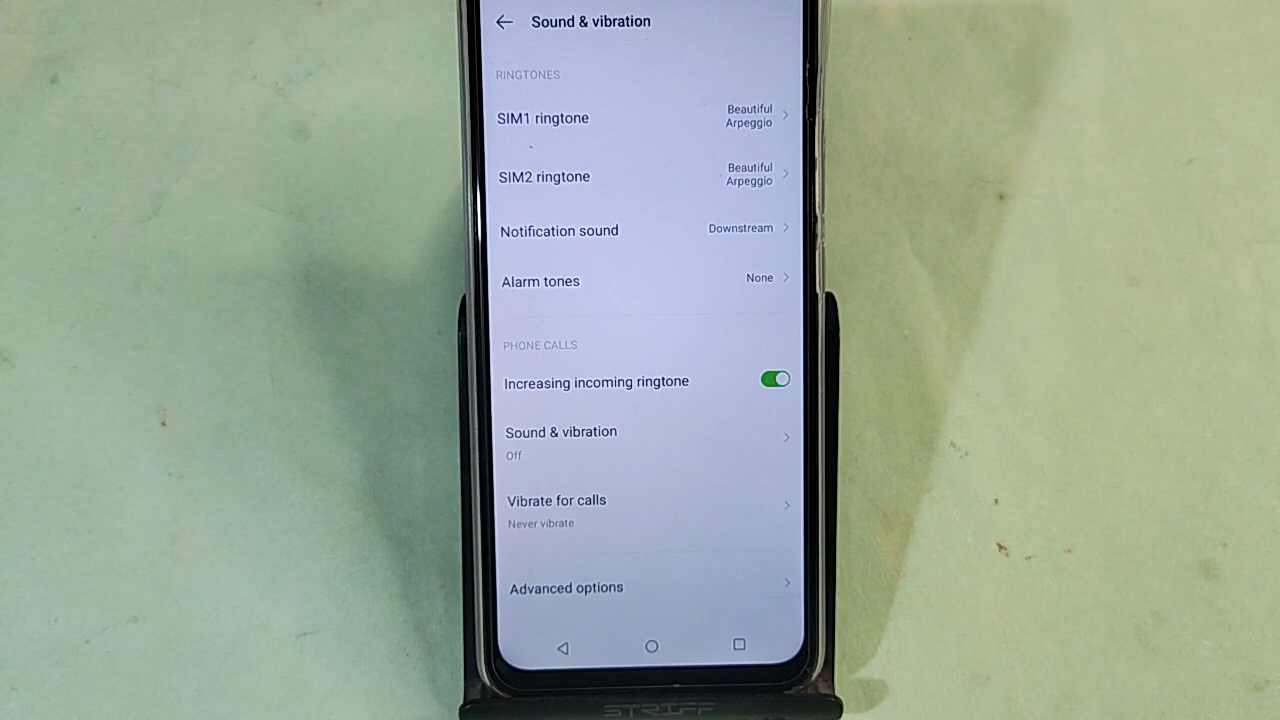 Sound & vibration
RINGTONES
SIM1 ringtone
Beautiful
Arpeggio
SIM2 ringtone
Beautiful
Arpeggio
Notification sound
Downstream
Alarm tones
None
PHONE CALLS
Increasing incoming ringtone
Sound & vibration
Off
Vibrate for calls
Never vibrate
Advanced options
STRIFF